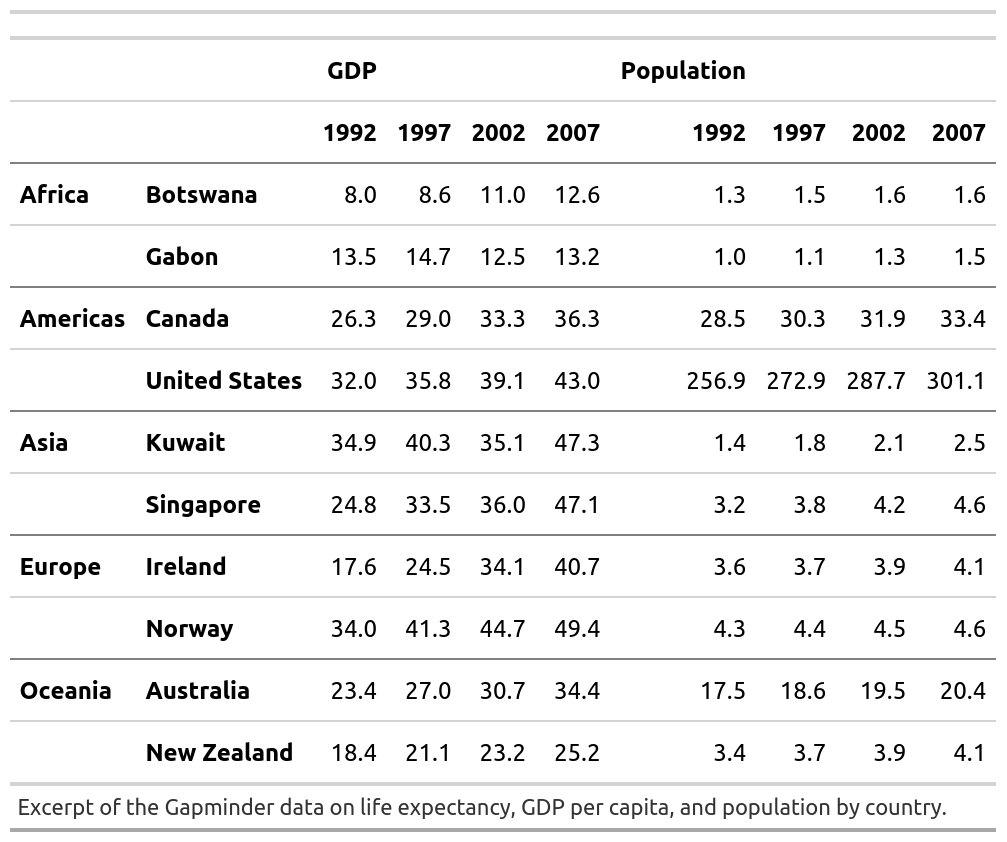 GDP Population
1992 1997 2002 2007 1992 1997 2002 2007
Africa Botswana 8.0 8.6 11.0 12.6 1.3 1.5 1.6 1.6
Gabon 13.5 14.7 12.5 13.2 1.0 1.1 1.3 1.5
Americas Canada 26.3 29.0 33.3 36.3 28.5 30.3 31.9 33.4
United States 32.0 35.8 39.1 43.0 256.9 272.9 287.7 301.1
Asia Kuwait 34.9 40.3 35.1 47.3 1.4 1.8 2.1 2.5
Singapore 24.8 33.5 36.0 47.1 3.2 3.8 4.2 4.6
Europe Ireland 17.6 24.5 34.1 40.7 3.6 3.7 3.9 4.1
Norway 34.0 41.3 44.7 49.4 4.3 4.4 4.5 4.6
Oceania Australia 23.4 27.0 30.7 34.4 17.5 18.6 19.5 20.4
New Zealand 18.4 21.1 23.2 25.2 3.4 3.7 3.9 4.1
Excerpt of the Gapminder data on life expectancy, GDP per capita, and population by country.